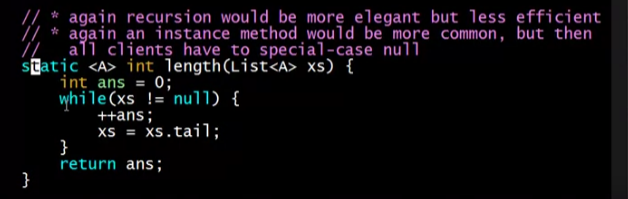 // * again recursion would be more elegant but less efficient
// * again an instance method would be more common, but then
//   all clients have to special-case null
static <A> int length(List<A> xs) {
    int ans = 0;
    while(xs != null) {
        ++ans;
        xs = xs.tail;
    }
    return ans;
}